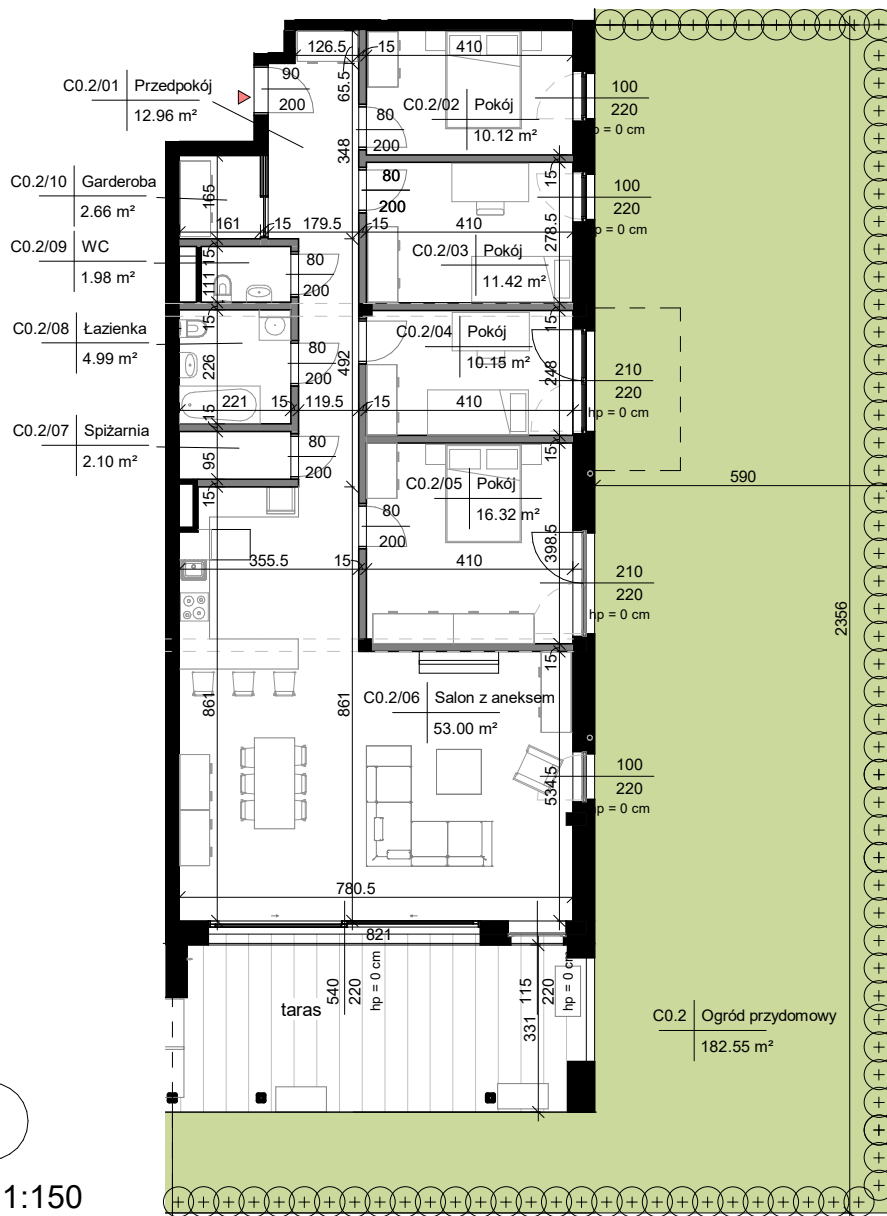 126.5 15 410
90
200
65.5
C0.2/01 Przedpokój
12.96 m²
C0.2/02 Pokój
10.12 m²
100
220
hp = 0 cm
80
200
348
C0.2/10 Garderoba
2.66 m²
165
80
200
15
100
220
hp = 0 cm
161 15 179.5 15 410
278.5
C0.2/09 WC
1.98 m²
15
111
80
200
C0.2/03 Pokój
11.42 m²
C0.2/08 Łazienka
4.99 m²
15
226
80
200
492
C0.2/04 Pokój
10.15 m²
15
248
210
220
hp = 0 cm
221 15 119.5 15 410
15
C0.2/07 Spiżarnia
2.10 m²
95
15
80
200
15
C0.2/05 Pokój
16.32 m²
590
80
200
398.5
355.5 15 410
210
220
hp = 0 cm
2356
15
861
861
C0.2/06 Salon z aneksem
53.00 m²
534.5
100
220
hp = 0 cm
780.5
821
540
220
hp = 0 cm
115
220
hp = 0 cm
331
taras
C0.2 Ogród przydomowy
182.55 m²
1:150